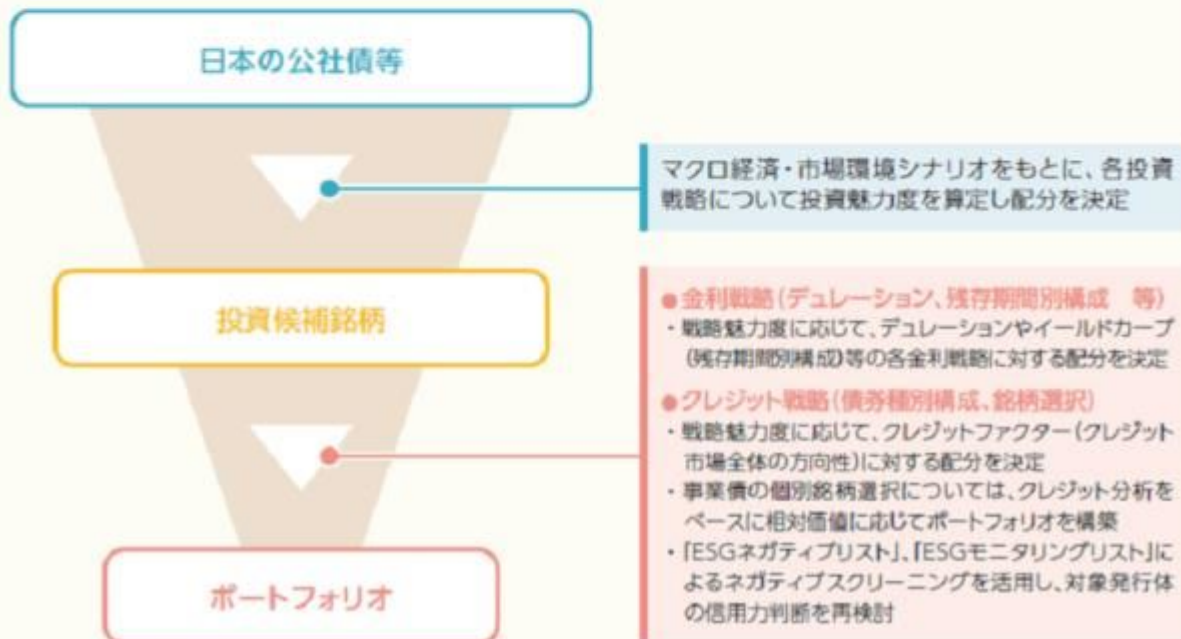 日本の公社債等
マクロ経済・市場環境シナリオをもとに、各投資
戦略について投資魅力度を算定し配分を決定
投資候補銘柄
●金利戦略(デュレーション、残存期間別構成　等)
・戦略魅力度に応じて、デュレーションやイールドカーブ
(残存期間別構成)等の各金利戦略に対する配分を決定
●クレジット戦略(債券種別構成、銘柄選択)
・戦略魅力度に応じて、クレジットファクター(クレジット
市場全体の方向性)に対する配分を決定
・事業債の個別銘柄選択については、クレジット分析を
ベースに相対価値に応じてポートフォリオを構築
・「ESGネガティブリスト」、「ESGモニタリングリスト」に
よるネガティブスクリーニングを活用し、対象発行体
の信用力判断を再検討
ポートフォリオ